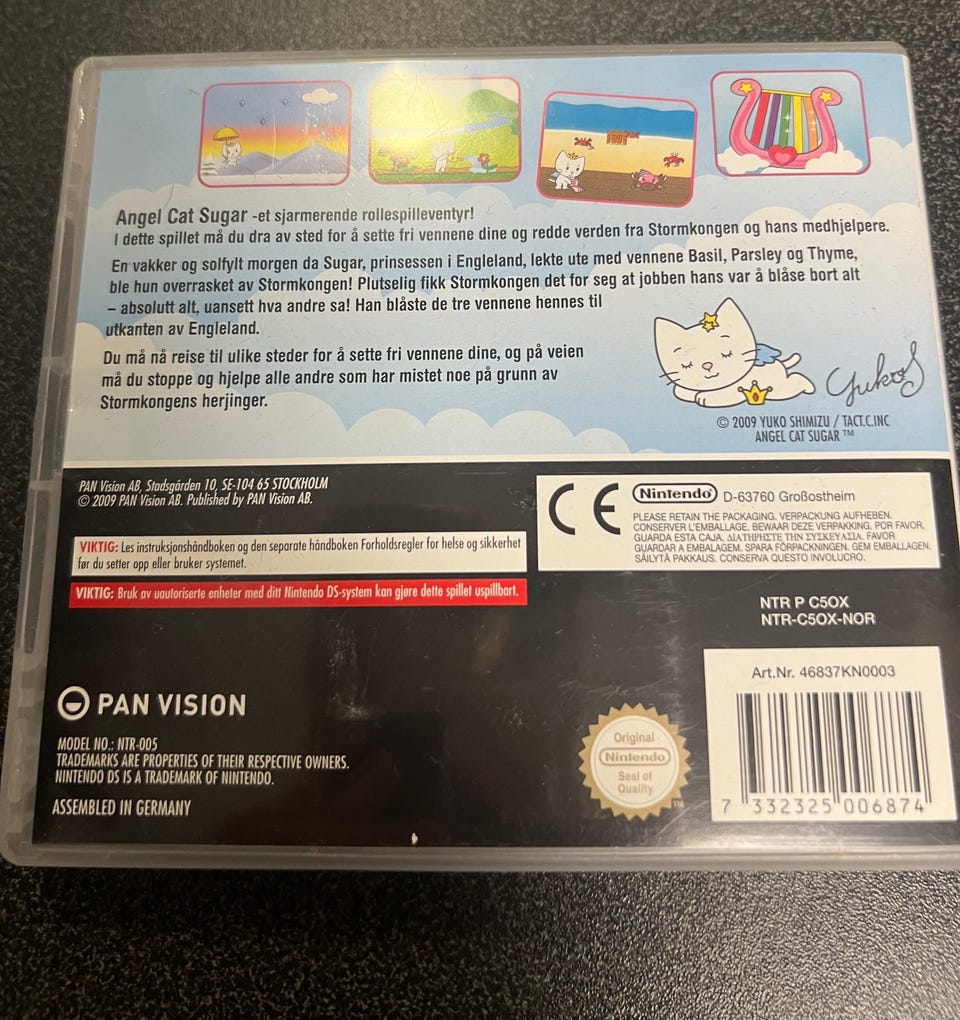 Angel Cat Sugar -et sjarmerende rollespilleventyr!
I dette spillet må du dra av sted for å sette fri vennene dine og redde verden fra Stormkongen og hans medhjelpere.
En vakker og solfylt morgen da Sugar, prinsessen i Engleland, lekte ute med vennene Basil, Parsley og Thyme,
ble hun overrasket av Stormkongen! Plutselig fikk Stormkongen det for seg at jobben hans var å blåse bort alt
– absolutt alt, uansett hva andre sa! Han blåste de tre vennene hennes til
utkanten av Engleland.
Du må nå reise til ulike steder for å sette fri vennene dine, og på veien
må du stoppe og hjelpe alle andre som har mistet noe på grunn av
Stormkongens herjinger.
YukoS
© 2009 YUKO SHIMIZU / TACT.C.INC
ANGEL CAT SUGAR ™
PAN Vision AB, Stadsgården 10, SE-104 65 STOCKHOLM
© 2009 PAN Vision AB. Published by PAN Vision AB.
VIKTIG: Les instruksjonshåndboken og den separate håndboken Forholdsregler for helse og sikkerhet
før du setter opp eller bruker systemet.
VIKTIG: Bruk av uautoriserte enheter med ditt Nintendo DS-system kan gjøre dette spillet uspillbart.
CE
Nintendo® D-63760 Großostheim
PLEASE RETAIN THE PACKAGING. VERPACKUNG AUFHEBEN.
CONSERVER L'EMBALLAGE. BEWAAR DEZE VERPAKKING. POR FAVOR,
GUARDA ESTA CAJA. ΔΙΑΤΗΡΗΣΤΕ ΤΗΝ ΣΥΣΚΕΥΑΣΙΑ. FAVOR
GUARDAR A EMBALAGEM. SPARA FÖRPACKNINGEN. GEM EMBALLAGEN.
SÄILYTÄ PAKKAUS. CONSERVA QUESTO INVOLUCRO.
NTR P C5OX
NTR-C5OX-NOR
Art.Nr. 46837KN0003
7 332325 006874
PAN VISION
MODEL NO.: NTR-005
TRADEMARKS ARE PROPERTIES OF THEIR RESPECTIVE OWNERS.
NINTENDO DS IS A TRADEMARK OF NINTENDO.
ASSEMBLED IN GERMANY
Original
Nintendo
Seal of
Quality
TM